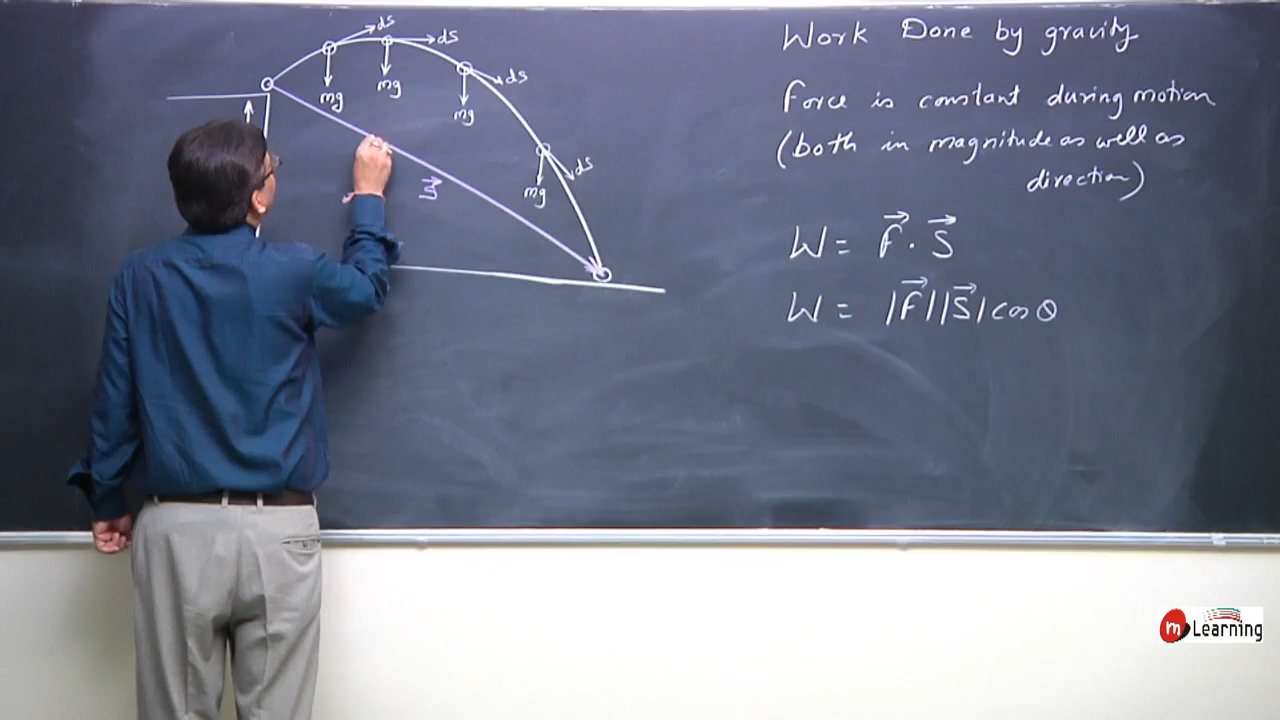 Work Done by gravity
Force is constant during motion
(both in magnitude as well as
direction)
W = F⃗ · S⃗
W = |F⃗||S⃗| cos θ
ds
ds
ds
ds
mg
mg
mg
mg
S⃗
m Learning